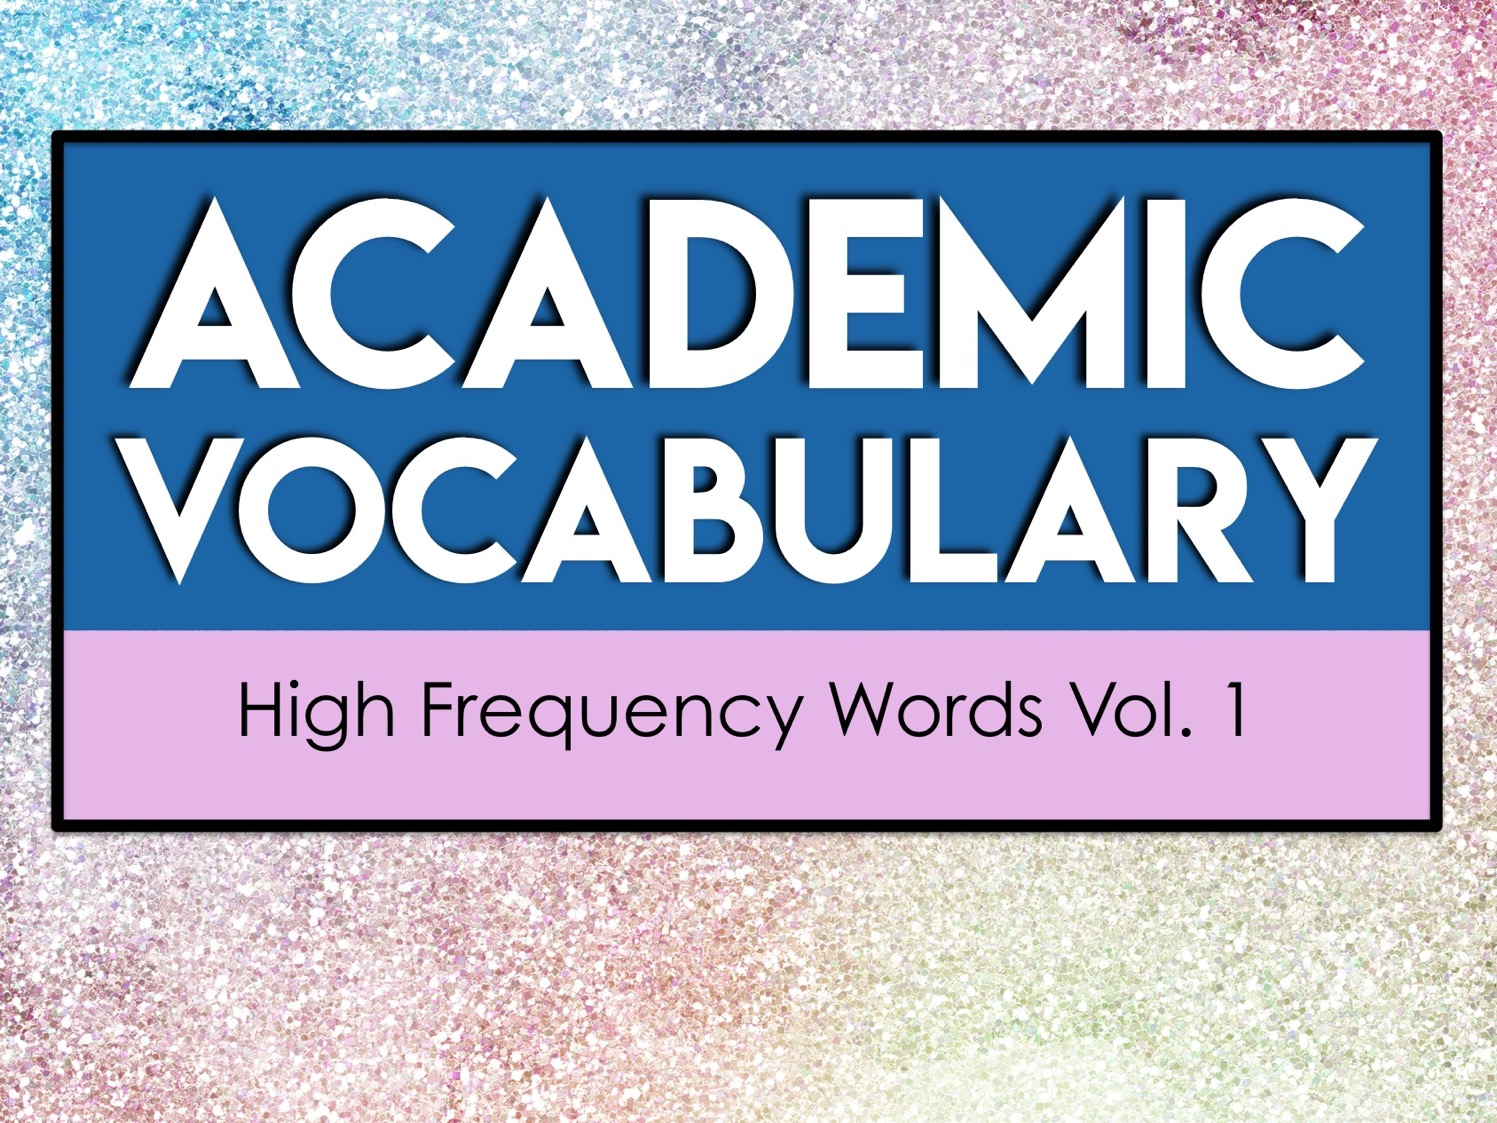 ACADEMIC
VOCABULARY
High Frequency Words Vol. 1